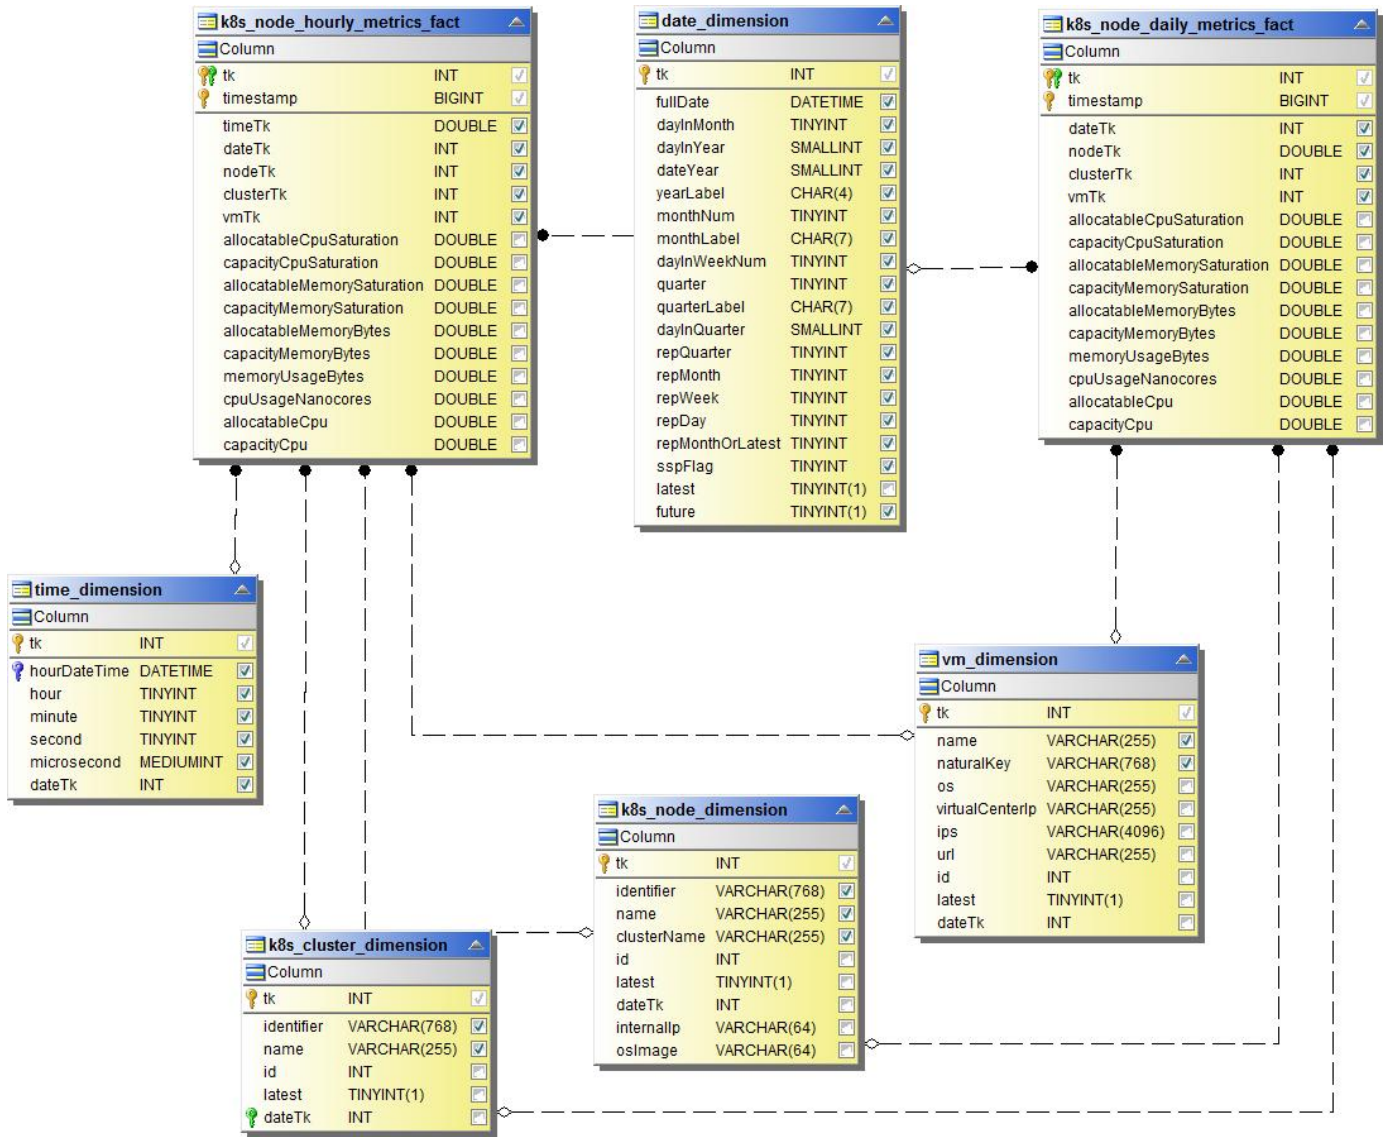 k8s_node_hourly_metrics_fact
Column
tk INT
timestamp BIGINT
timeTk DOUBLE
dateTk INT
nodeTk INT
clusterTk INT
vmTk INT
allocatableCpuSaturation DOUBLE
capacityCpuSaturation DOUBLE
allocatableMemorySaturation DOUBLE
capacityMemorySaturation DOUBLE
allocatableMemoryBytes DOUBLE
capacityMemoryBytes DOUBLE
memoryUsageBytes DOUBLE
cpuUsageNanocores DOUBLE
allocatableCpu DOUBLE
capacityCpu DOUBLE
date_dimension
Column
tk INT
fullDate DATETIME
dayInMonth TINYINT
dayInYear SMALLINT
dateYear SMALLINT
yearLabel CHAR(4)
monthNum TINYINT
monthLabel CHAR(7)
dayInWeekNum TINYINT
quarter TINYINT
quarterLabel CHAR(7)
dayInQuarter SMALLINT
repQuarter TINYINT
repMonth TINYINT
repWeek TINYINT
repDay TINYINT
repMonthOrLatest TINYINT
sspFlag TINYINT
latest TINYINT(1)
future TINYINT(1)
k8s_node_daily_metrics_fact
Column
tk INT
timestamp BIGINT
dateTk INT
nodeTk DOUBLE
clusterTk INT
vmTk INT
allocatableCpuSaturation DOUBLE
capacityCpuSaturation DOUBLE
allocatableMemorySaturation DOUBLE
capacityMemorySaturation DOUBLE
allocatableMemoryBytes DOUBLE
capacityMemoryBytes DOUBLE
memoryUsageBytes DOUBLE
cpuUsageNanocores DOUBLE
allocatableCpu DOUBLE
capacityCpu DOUBLE
time_dimension
Column
tk INT
hourDateTime DATETIME
hour TINYINT
minute TINYINT
second TINYINT
microsecond MEDIUMINT
dateTk INT
vm_dimension
Column
tk INT
name VARCHAR(255)
naturalKey VARCHAR(768)
os VARCHAR(255)
virtualCenterIp VARCHAR(255)
ips VARCHAR(4096)
url VARCHAR(255)
id INT
latest TINYINT(1)
dateTk INT
k8s_node_dimension
Column
tk INT
identifier VARCHAR(768)
name VARCHAR(255)
clusterName VARCHAR(255)
id INT
latest TINYINT(1)
dateTk INT
internalIp VARCHAR(64)
osImage VARCHAR(64)
k8s_cluster_dimension
Column
tk INT
identifier VARCHAR(768)
name VARCHAR(255)
id INT
latest TINYINT(1)
dateTk INT